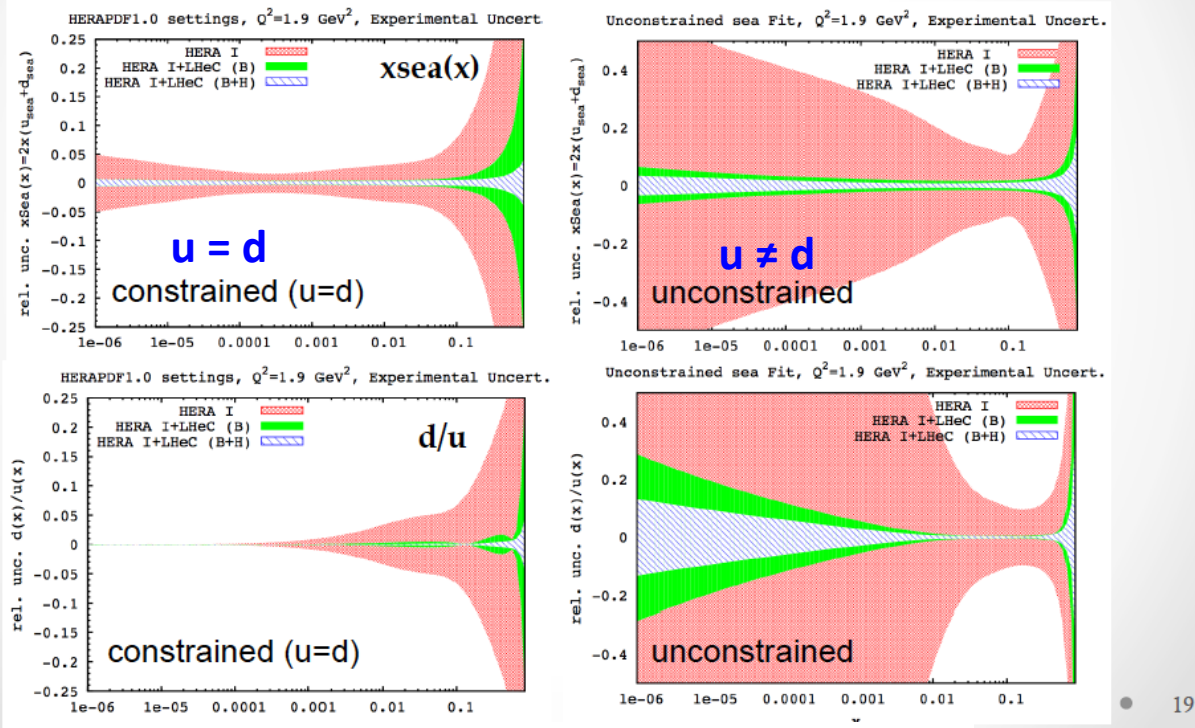 HERAPDF1.0 settings, Q²=1.9 GeV², Experimental Uncert
HERA I
HERA I+LHeC (B)
HERA I+LHeC (B+H)
xsea(x)
rel. unc. xSea(x)=2x(u_sea+d_sea)
0.25
0.2
0.15
0.1
0.05
0
-0.05
-0.1
-0.15
-0.2
-0.25
u = d
constrained (u=d)
1e-06 1e-05 0.0001 0.001 0.01 0.1
Unconstrained sea Fit, Q²=1.9 GeV², Experimental Uncert.
HERA I
HERA I+LHeC (B)
HERA I+LHeC (B+H)
rel. unc. xSea(x)=2x(u_sea+d_sea)
0.4
0.2
0
-0.2
-0.4
u ≠ d
unconstrained
1e-06 1e-05 0.0001 0.001 0.01 0.1
HERAPDF1.0 settings, Q²=1.9 GeV², Experimental Uncert.
HERA I
HERA I+LHeC (B)
HERA I+LHeC (B+H)
d/u
rel. unc. d(x)/u(x)
0.25
0.2
0.15
0.1
0.05
0
-0.05
-0.1
-0.15
-0.2
-0.25
constrained (u=d)
1e-06 1e-05 0.0001 0.001 0.01 0.1
Unconstrained sea Fit, Q²=1.9 GeV², Experimental Uncert.
HERA I
HERA I+LHeC (B)
HERA I+LHeC (B+H)
rel. unc. d(x)/u(x)
0.4
0.2
0
-0.2
-0.4
unconstrained
1e-06 1e-05 0.0001 0.001 0.01 0.1
• 19